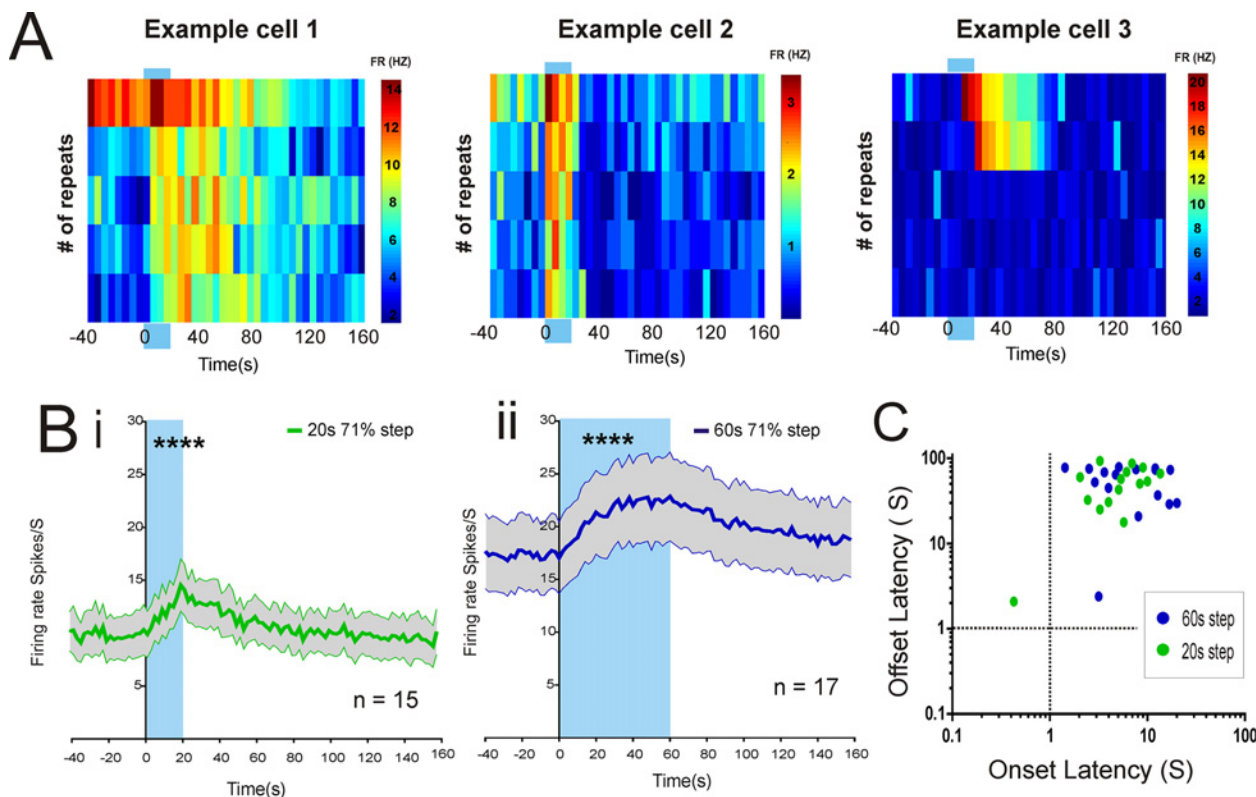 A
Example cell 1
Example cell 2
Example cell 3
FR (HZ)
14
12
10
8
6
4
2
# of repeats
-40 0 40 80 120 160
Time(s)
FR (HZ)
3
2
1
# of repeats
-40 0 40 80 120 160
Time(s)
FR (HZ)
20
18
16
14
12
10
8
6
4
2
# of repeats
-40 0 40 80 120 160
Time(s)
B i
30
25
20
15
10
5
****
20s 71% step
Firing rate Spikes/S
n = 15
-40 -20 0 20 40 60 80 100 120 140 160
Time(s)
ii
30
25
20
15
10
5
****
60s 71% step
Firing rate Spikes/S
n = 17
-40 -20 0 20 40 60 80 100 120 140 160
Time(s)
C
100
10
1
0.1
Offset Latency ( S)
60s step
20s step
0.1 1 10 100
Onset Latency (S)